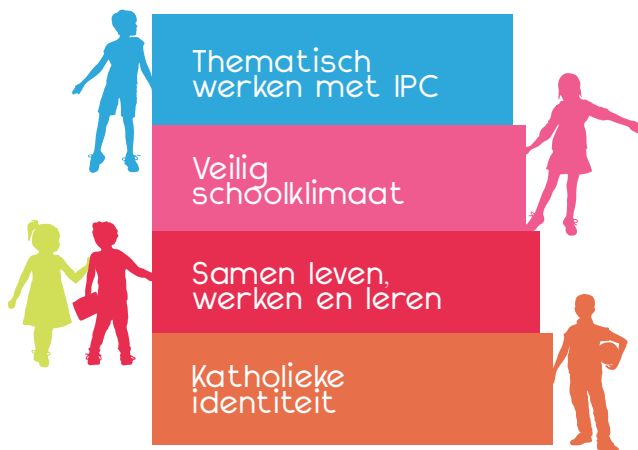 Thematisch
werken met IPC
Veilig
schoolklimaat
Samen leven,
werken en leren
Katholieke
identiteit